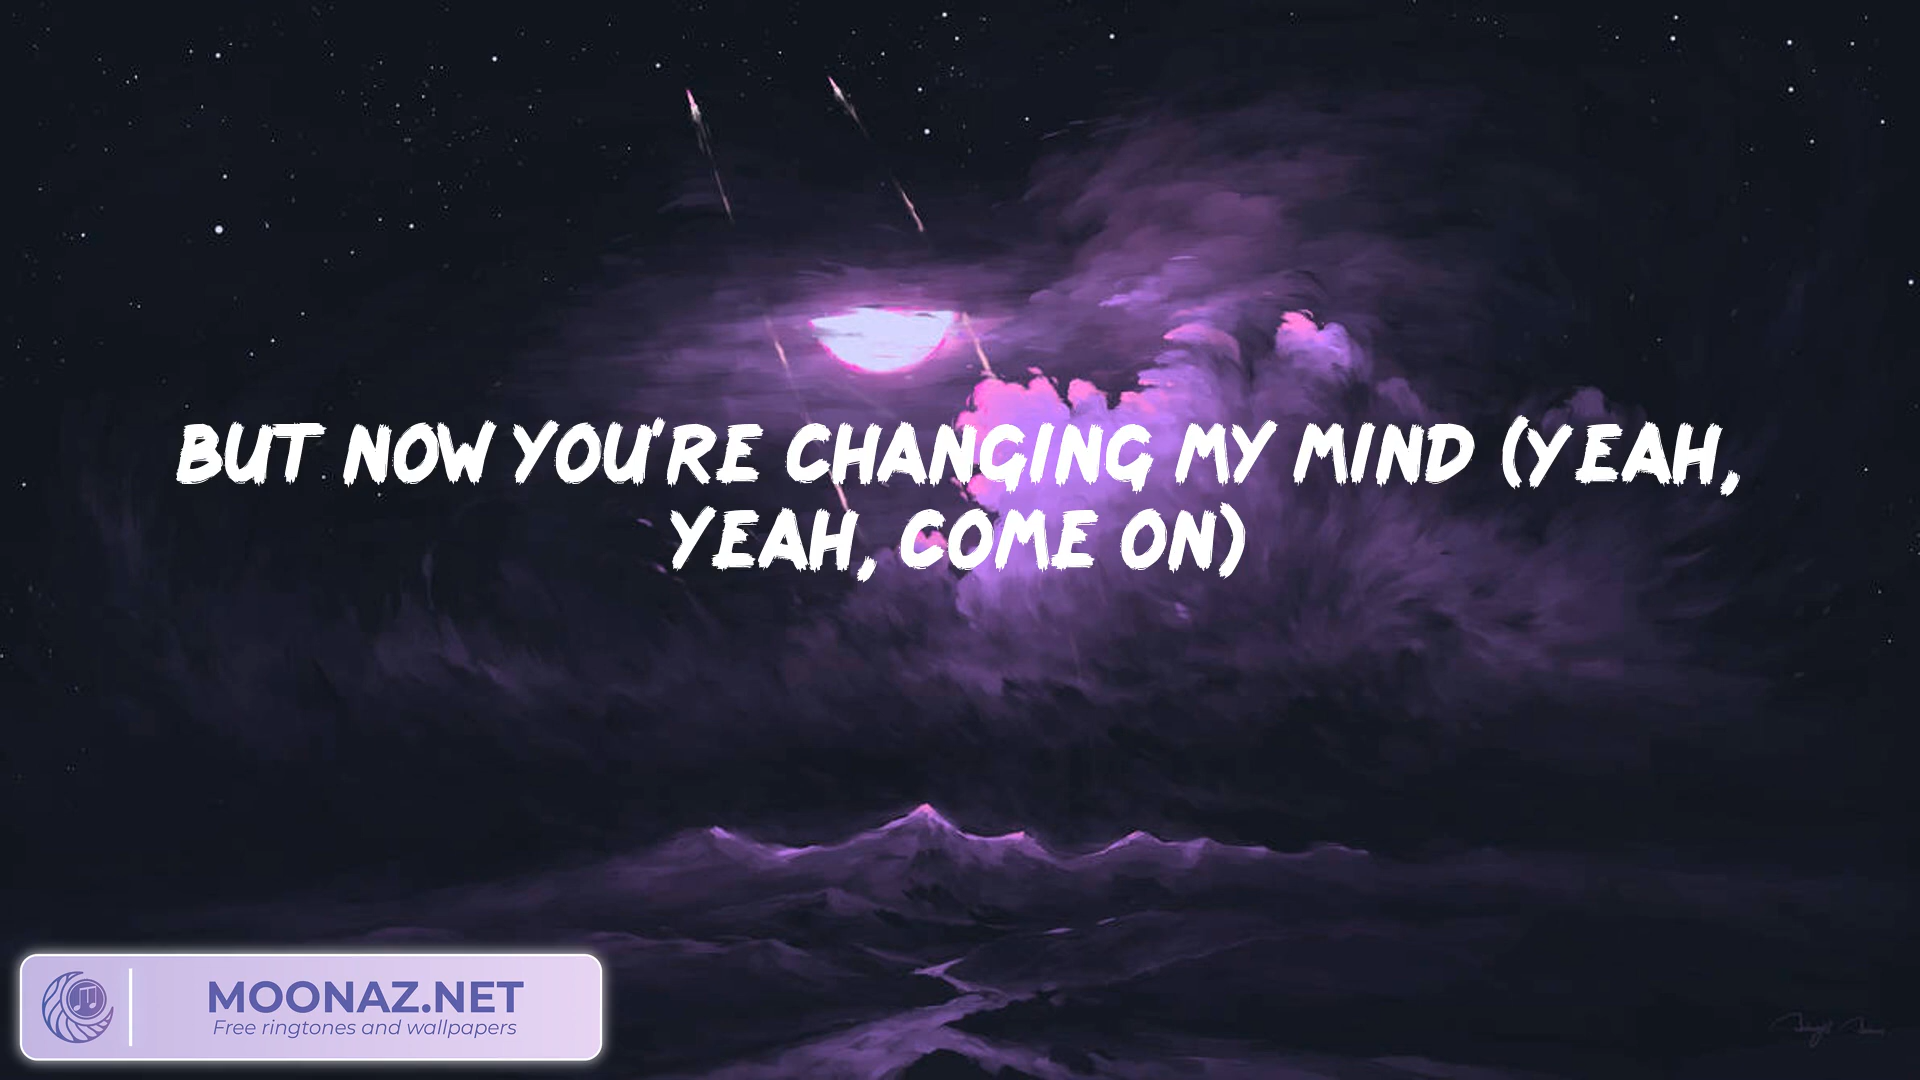 BUT NOW YOU'RE CHANGING MY MIND (YEAH,
YEAH, COME ON)
MOONAZ.NET
Free ringtones and wallpapers